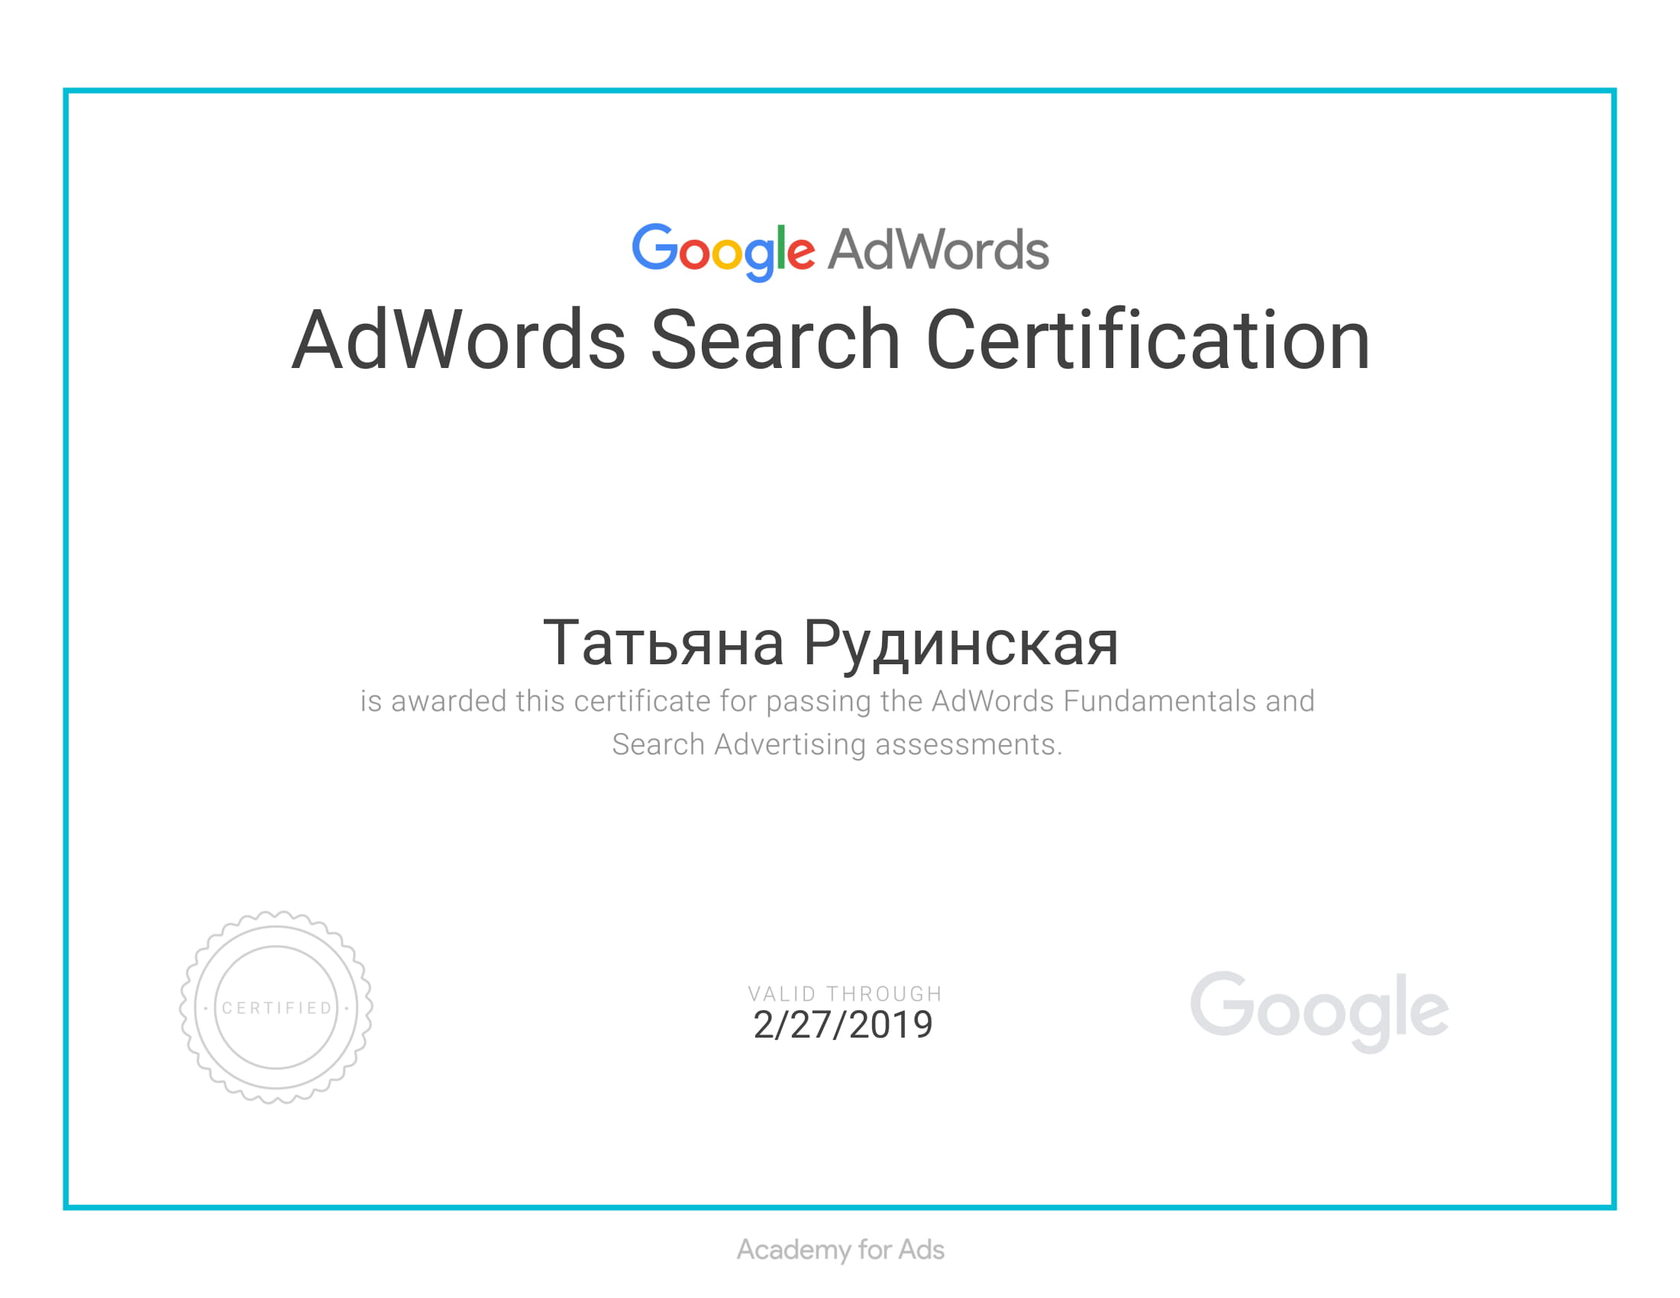 Google AdWords
AdWords Search Certification
Татьяна Рудинская
is awarded this certificate for passing the AdWords Fundamentals and
Search Advertising assessments.
· CERTIFIED ·
VALID THROUGH
2/27/2019
Google
Academy for Ads